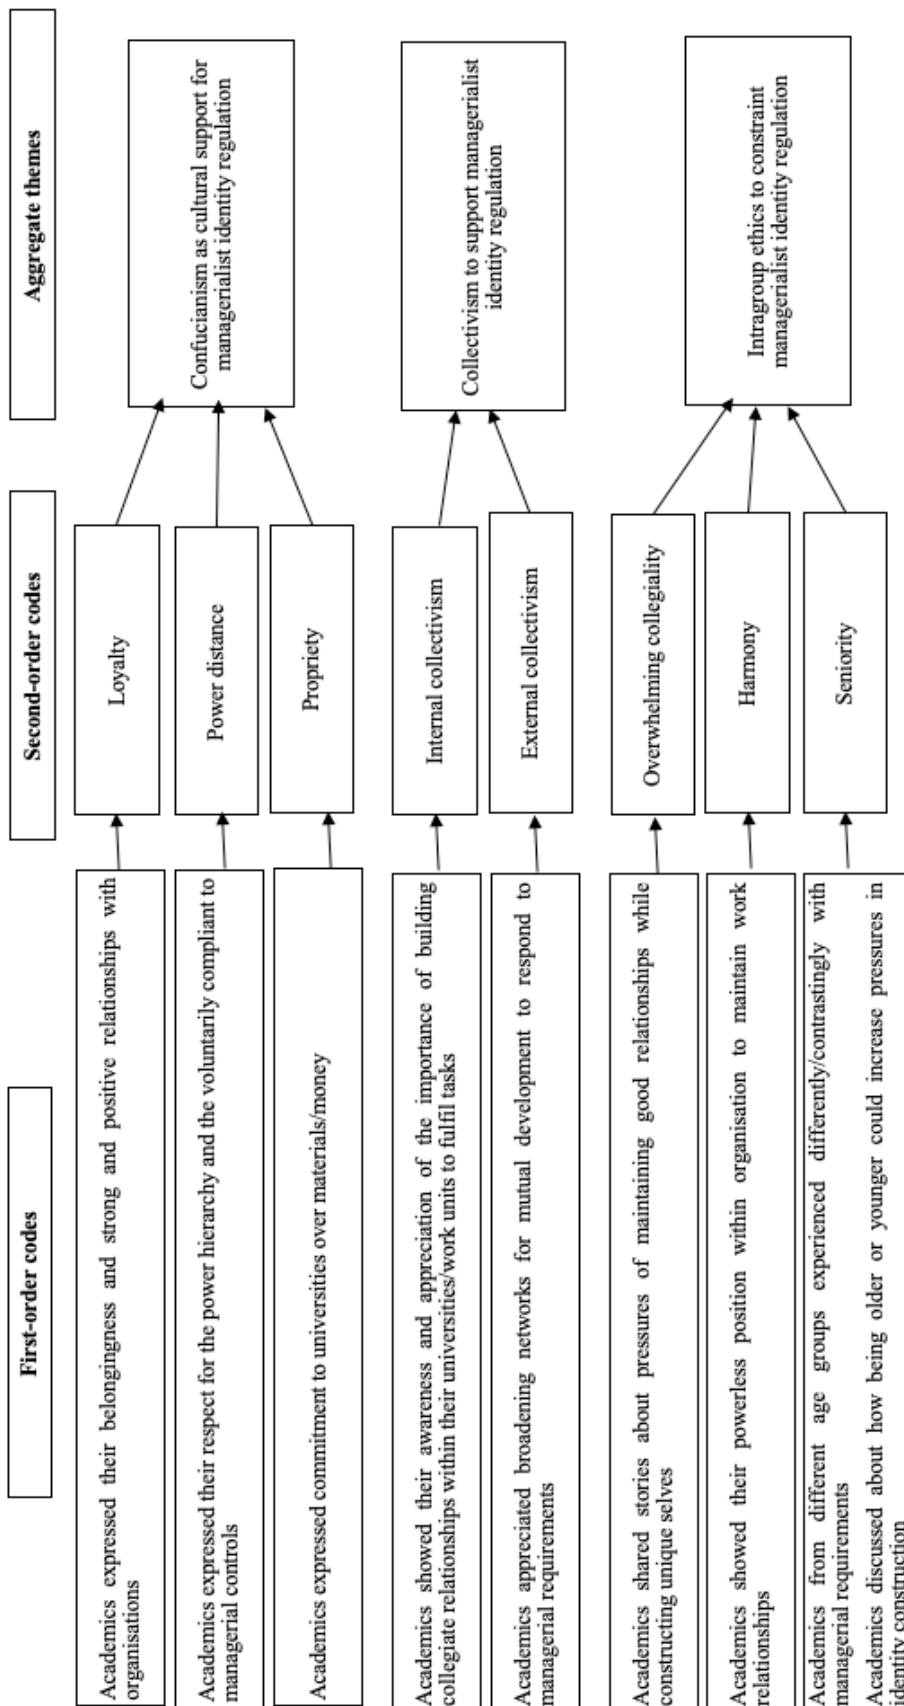 First-order codes
Second-order codes
Aggregate themes
Academics expressed their belongingness and strong and positive relationships with
organisations
Loyalty
Academics expressed their respect for the power hierarchy and the voluntarily compliant to
managerial controls
Power distance
Academics expressed commitment to universities over materials/money
Propriety
Confucianism as cultural support for
managerialist identity regulation
Academics showed their awareness and appreciation of the importance of building
collegiate relationships within their universities/work units to fulfil tasks
Internal collectivism
Academics appreciated broadening networks for mutual development to respond to
managerial requirements
External collectivism
Collectivism to support managerialist
identity regulation
Academics shared stories about pressures of maintaining good relationships while
constructing unique selves
Overwhelming collegiality
Academics showed their powerless position within organisation to maintain work
relationships
Harmony
Academics from different age groups experienced differently/contrastingly with
managerial requirements
Academics discussed about how being older or younger could increase pressures in
identity construction
Seniority
Intragroup ethics to constraint
managerialist identity regulation